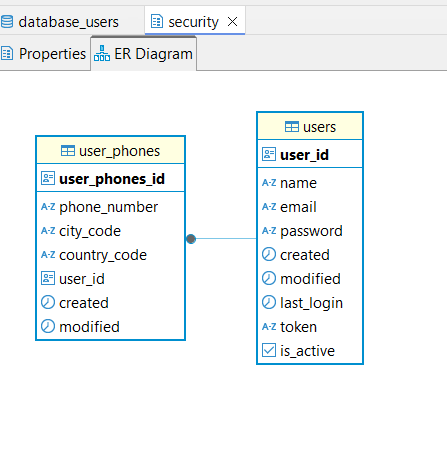 database_users
security
Properties
ER Diagram
user_phones
user_phones_id
A-Z phone_number
A-Z city_code
A-Z country_code
user_id
created
modified
users
user_id
A-Z name
A-Z email
A-Z password
created
modified
last_login
A-Z token
is_active